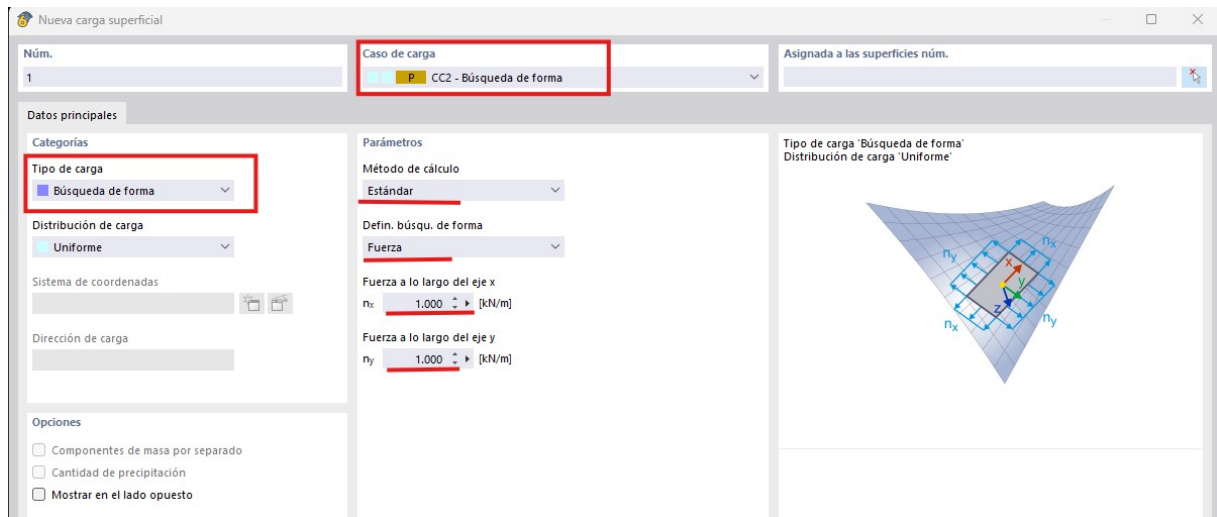 Nueva carga superficial
Núm.
1
Caso de carga
P CC2 - Búsqueda de forma
Asignada a las superficies núm.
Datos principales
Categorías
Tipo de carga
Búsqueda de forma
Distribución de carga
Uniforme
Sistema de coordenadas
Dirección de carga
Opciones
Componentes de masa por separado
Cantidad de precipitación
Mostrar en el lado opuesto
Parámetros
Método de cálculo
Estándar
Defin. búsqu. de forma
Fuerza
Fuerza a lo largo del eje x
nx 1.000 [kN/m]
Fuerza a lo largo del eje y
ny 1.000 [kN/m]
Tipo de carga 'Búsqueda de forma'
Distribución de carga 'Uniforme'
ny
nx
x
y
z
nx
ny